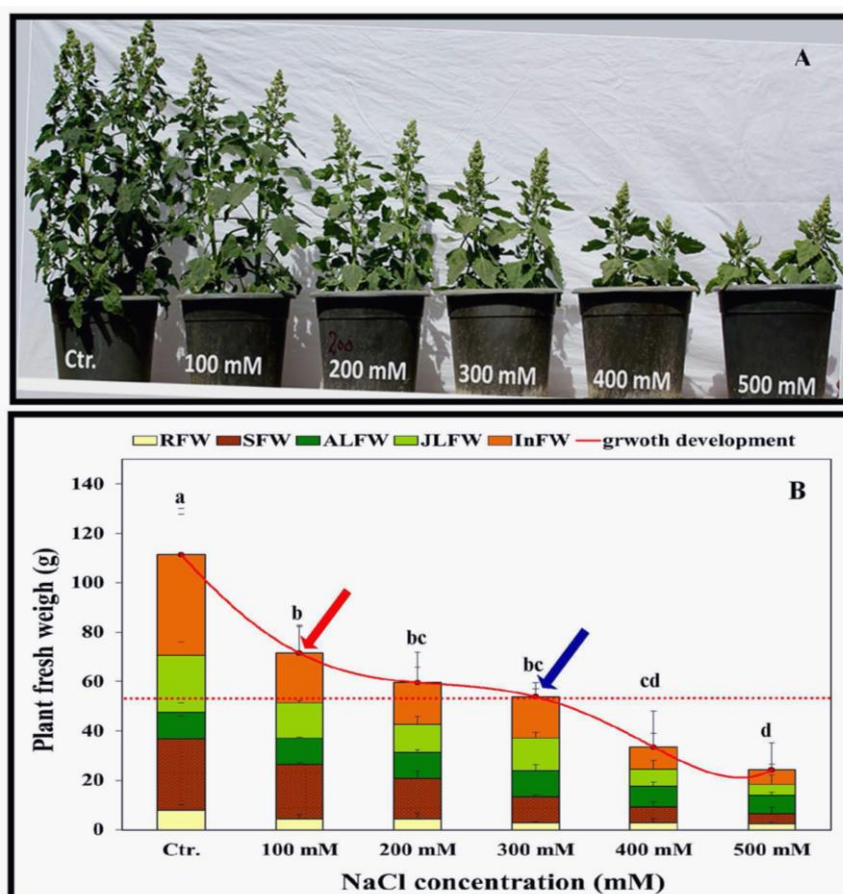 A
Ctr.
100 mM
200
200 mM
300 mM
400 mM
500 mM
RFW SFW ALFW JLFW InFW grwoth development
B
Plant fresh weigh (g)
140
120
100
80
60
40
20
0
a
b
bc
bc
cd
d
Ctr. 100 mM 200 mM 300 mM 400 mM 500 mM
NaCl concentration (mM)